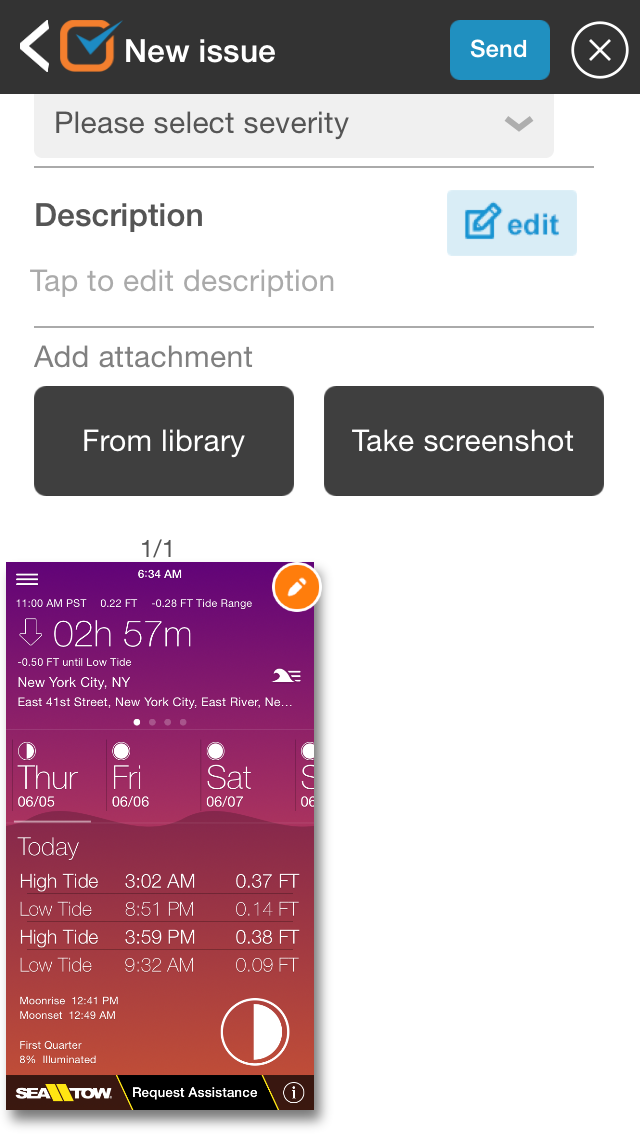 New issue
Send
Please select severity
Description
edit
Tap to edit description
Add attachment
From library
Take screenshot
1/1
6:34 AM
11:00 AM PST 0.22 FT -0.28 FT Tide Range
02h 57m
-0.50 FT until Low Tide
New York City, NY
East 41st Street, New York City, East River, Ne...
Thur Fri Sat S
06/05 06/06 06/07 06
Today
High Tide 3:02 AM 0.37 FT
Low Tide 8:51 PM 0.14 FT
High Tide 3:59 PM 0.38 FT
Low Tide 9:32 AM 0.09 FT
Moonrise 12:41 PM
Moonset 12:49 AM
First Quarter
8% Illuminated
SEA TOW Request Assistance i